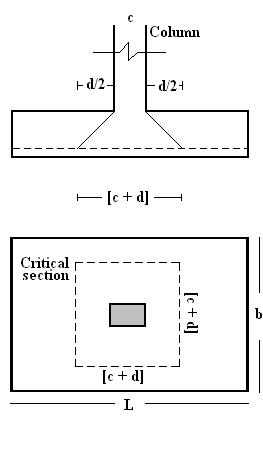 c
Column
d/2
d/2
[c + d]
Critical
section
[c + d]
[c + d]
b
L